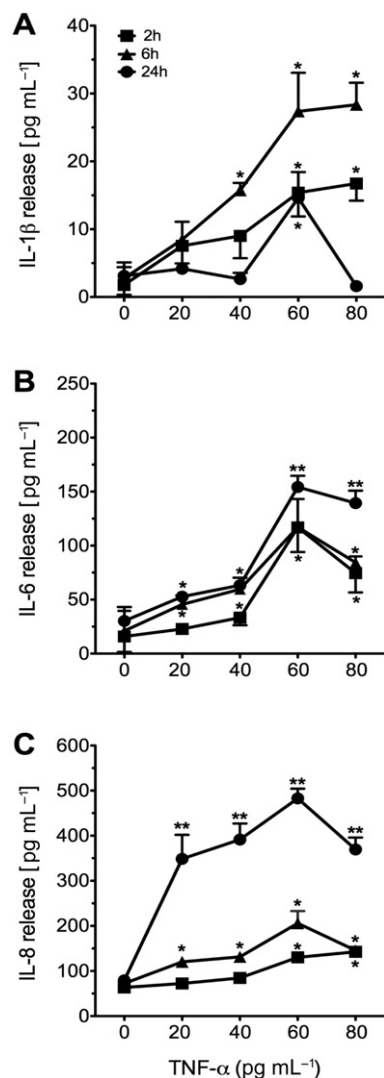 A
2h
6h
24h
IL-1β release [ pg mL⁻¹]
40
30
20
10
0
* * * * * *
0 20 40 60 80
B
IL-6 release [ pg mL⁻¹]
250
200
150
100
50
0
* * * * * ** * ** * *
0 20 40 60 80
C
IL-8 release [ pg mL⁻¹]
600
500
400
300
200
100
0
** ** ** ** * * * * * *
0 20 40 60 80
TNF-α (pg mL⁻¹)